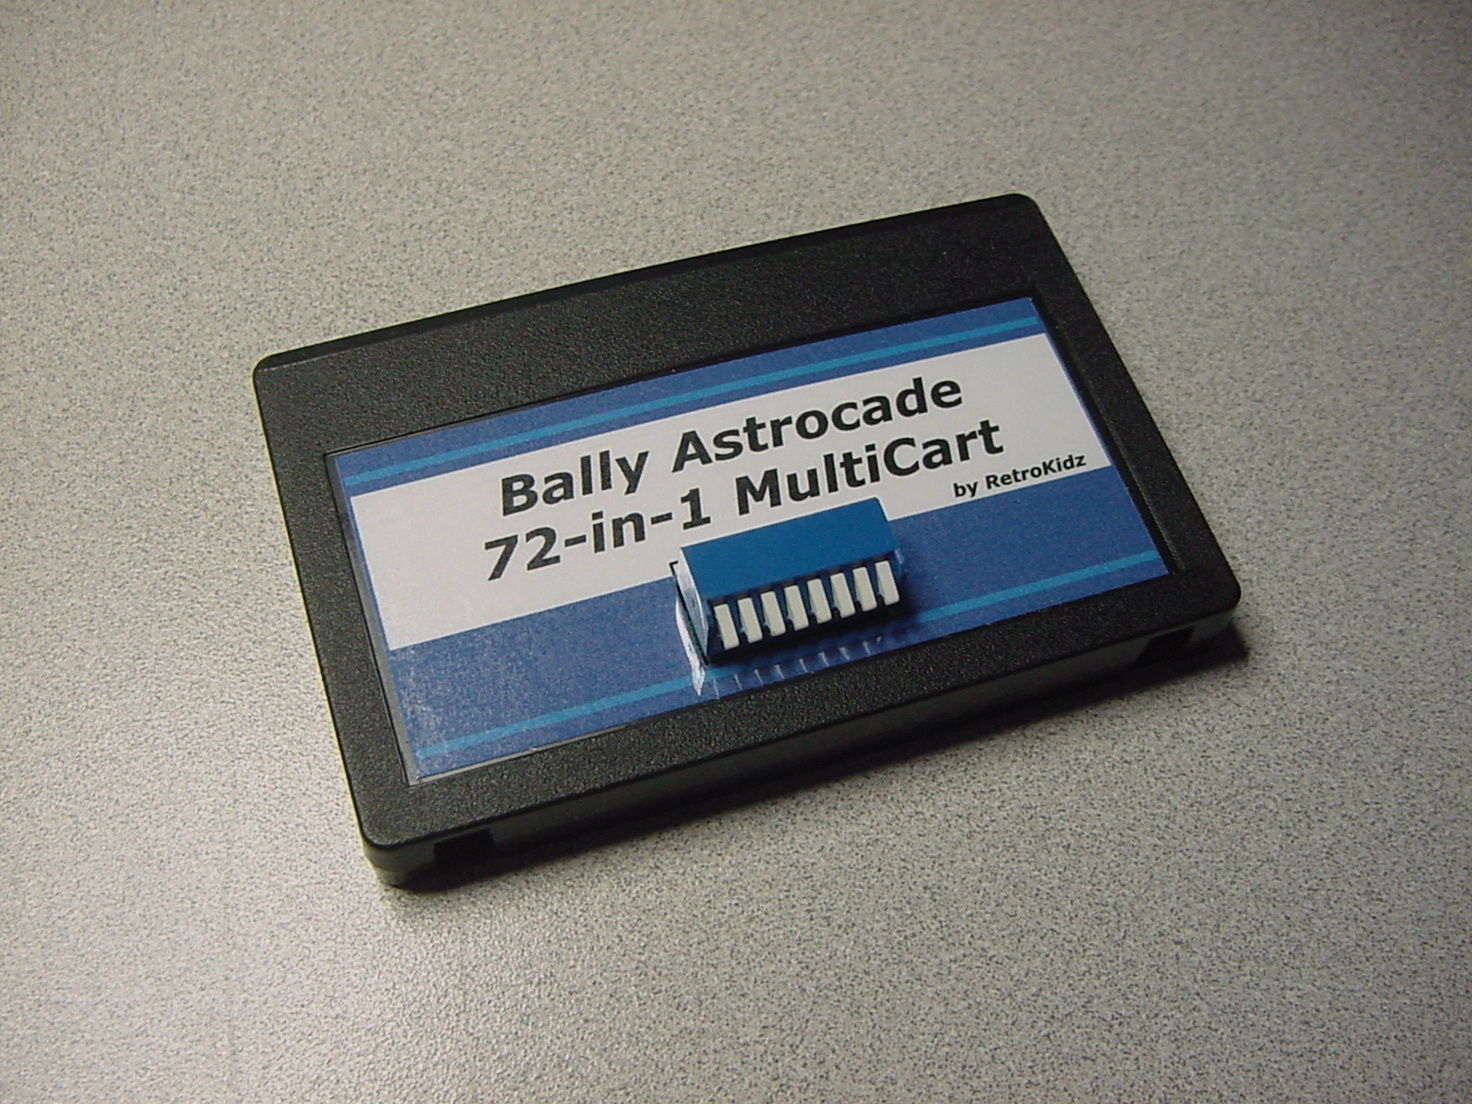 Bally Astrocade
72-in-1 MultiCart
by RetroKidz